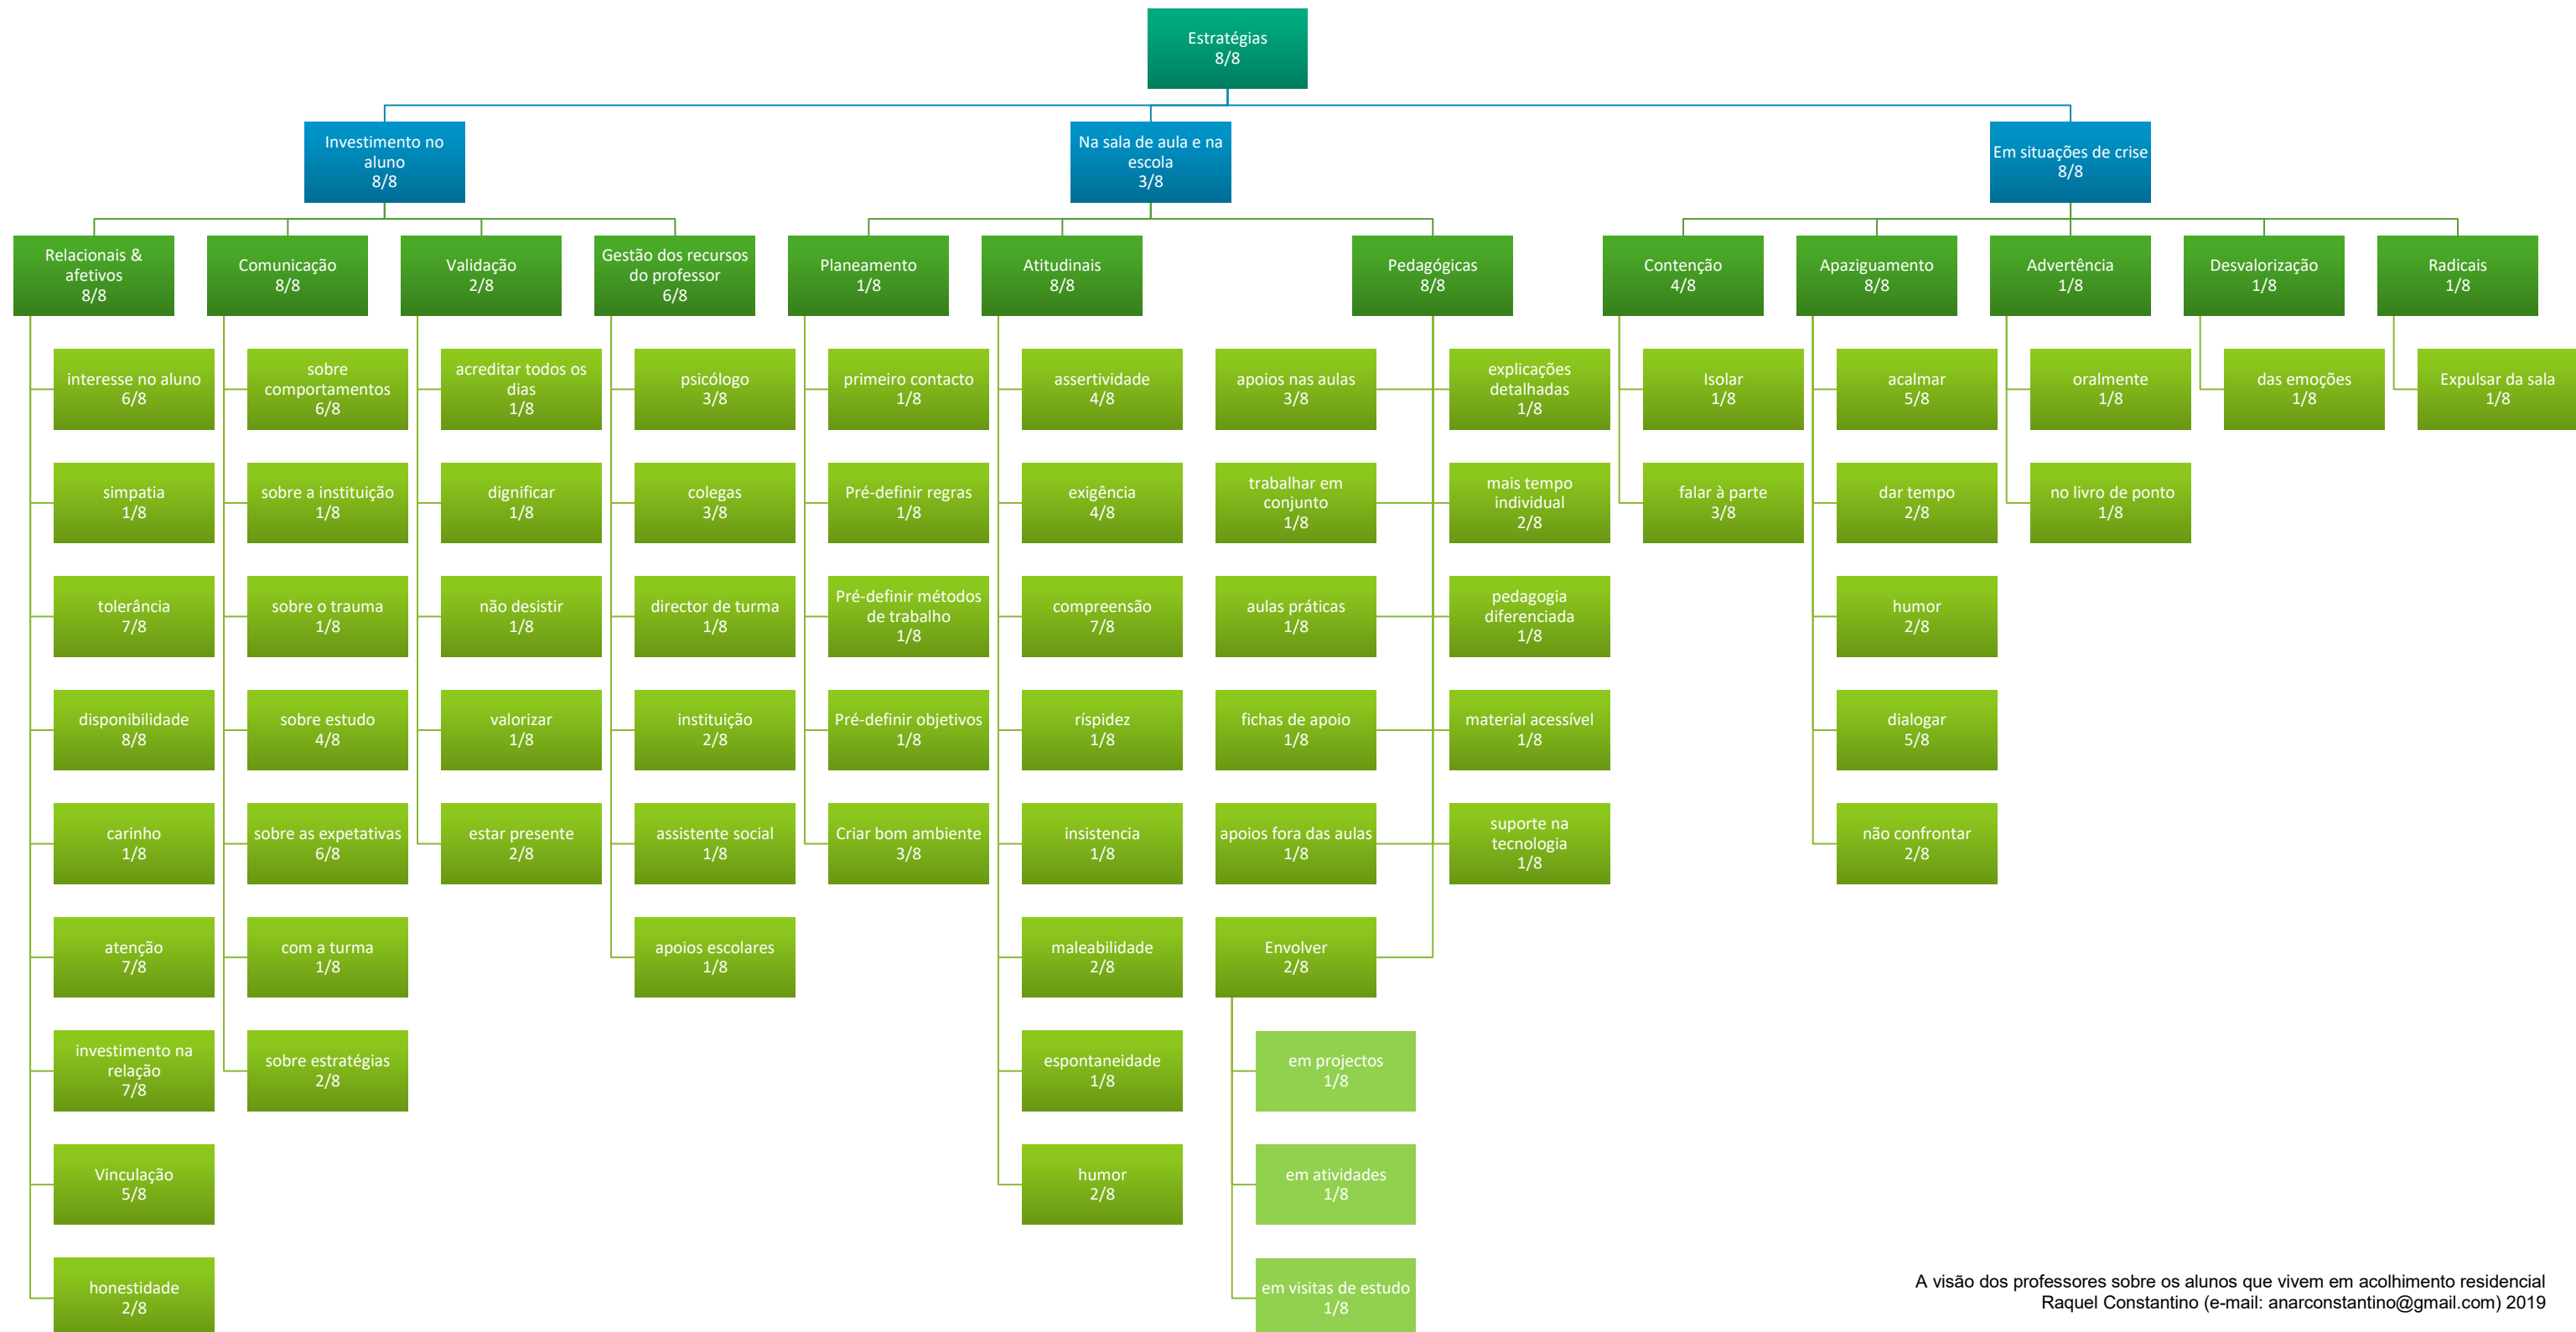 Estratégias
8/8
Investimento no
aluno
8/8
Na sala de aula e na
escola
3/8
Em situações de crise
8/8
Relacionais &
afetivos
8/8
Comunicação
8/8
Validação
2/8
Gestão dos recursos
do professor
6/8
Planeamento
1/8
Atitudinais
8/8
Pedagógicas
8/8
Contenção
4/8
Apaziguamento
8/8
Advertência
1/8
Desvalorização
1/8
Radicais
1/8
interesse no aluno
6/8
simpatia
1/8
tolerância
7/8
disponibilidade
8/8
carinho
1/8
atenção
7/8
investimento na
relação
7/8
Vinculação
5/8
honestidade
2/8
sobre
comportamentos
6/8
sobre a instituição
1/8
sobre o trauma
1/8
sobre estudo
4/8
sobre as expetativas
6/8
com a turma
1/8
sobre estratégias
2/8
acreditar todos os
dias
1/8
dignificar
1/8
não desistir
1/8
valorizar
1/8
estar presente
2/8
psicólogo
3/8
colegas
3/8
director de turma
1/8
instituição
2/8
assistente social
1/8
apoios escolares
1/8
primeiro contacto
1/8
Pré-definir regras
1/8
Pré-definir métodos
de trabalho
1/8
Pré-definir objetivos
1/8
Criar bom ambiente
3/8
assertividade
4/8
exigência
4/8
compreensão
7/8
ríspidez
1/8
insistencia
1/8
maleabilidade
2/8
espontaneidade
1/8
humor
2/8
apoios nas aulas
3/8
trabalhar em
conjunto
1/8
aulas práticas
1/8
fichas de apoio
1/8
apoios fora das aulas
1/8
Envolver
2/8
em projectos
1/8
em atividades
1/8
em visitas de estudo
1/8
explicações
detalhadas
1/8
mais tempo
individual
2/8
pedagogia
diferenciada
1/8
material acessível
1/8
suporte na
tecnologia
1/8
Isolar
1/8
falar à parte
3/8
acalmar
5/8
dar tempo
2/8
humor
2/8
dialogar
5/8
não confrontar
2/8
oralmente
1/8
no livro de ponto
1/8
das emoções
1/8
Expulsar da sala
1/8
A visão dos professores sobre os alunos que vivem em acolhimento residencial
Raquel Constantino (e-mail: anarconstantino@gmail.com) 2019